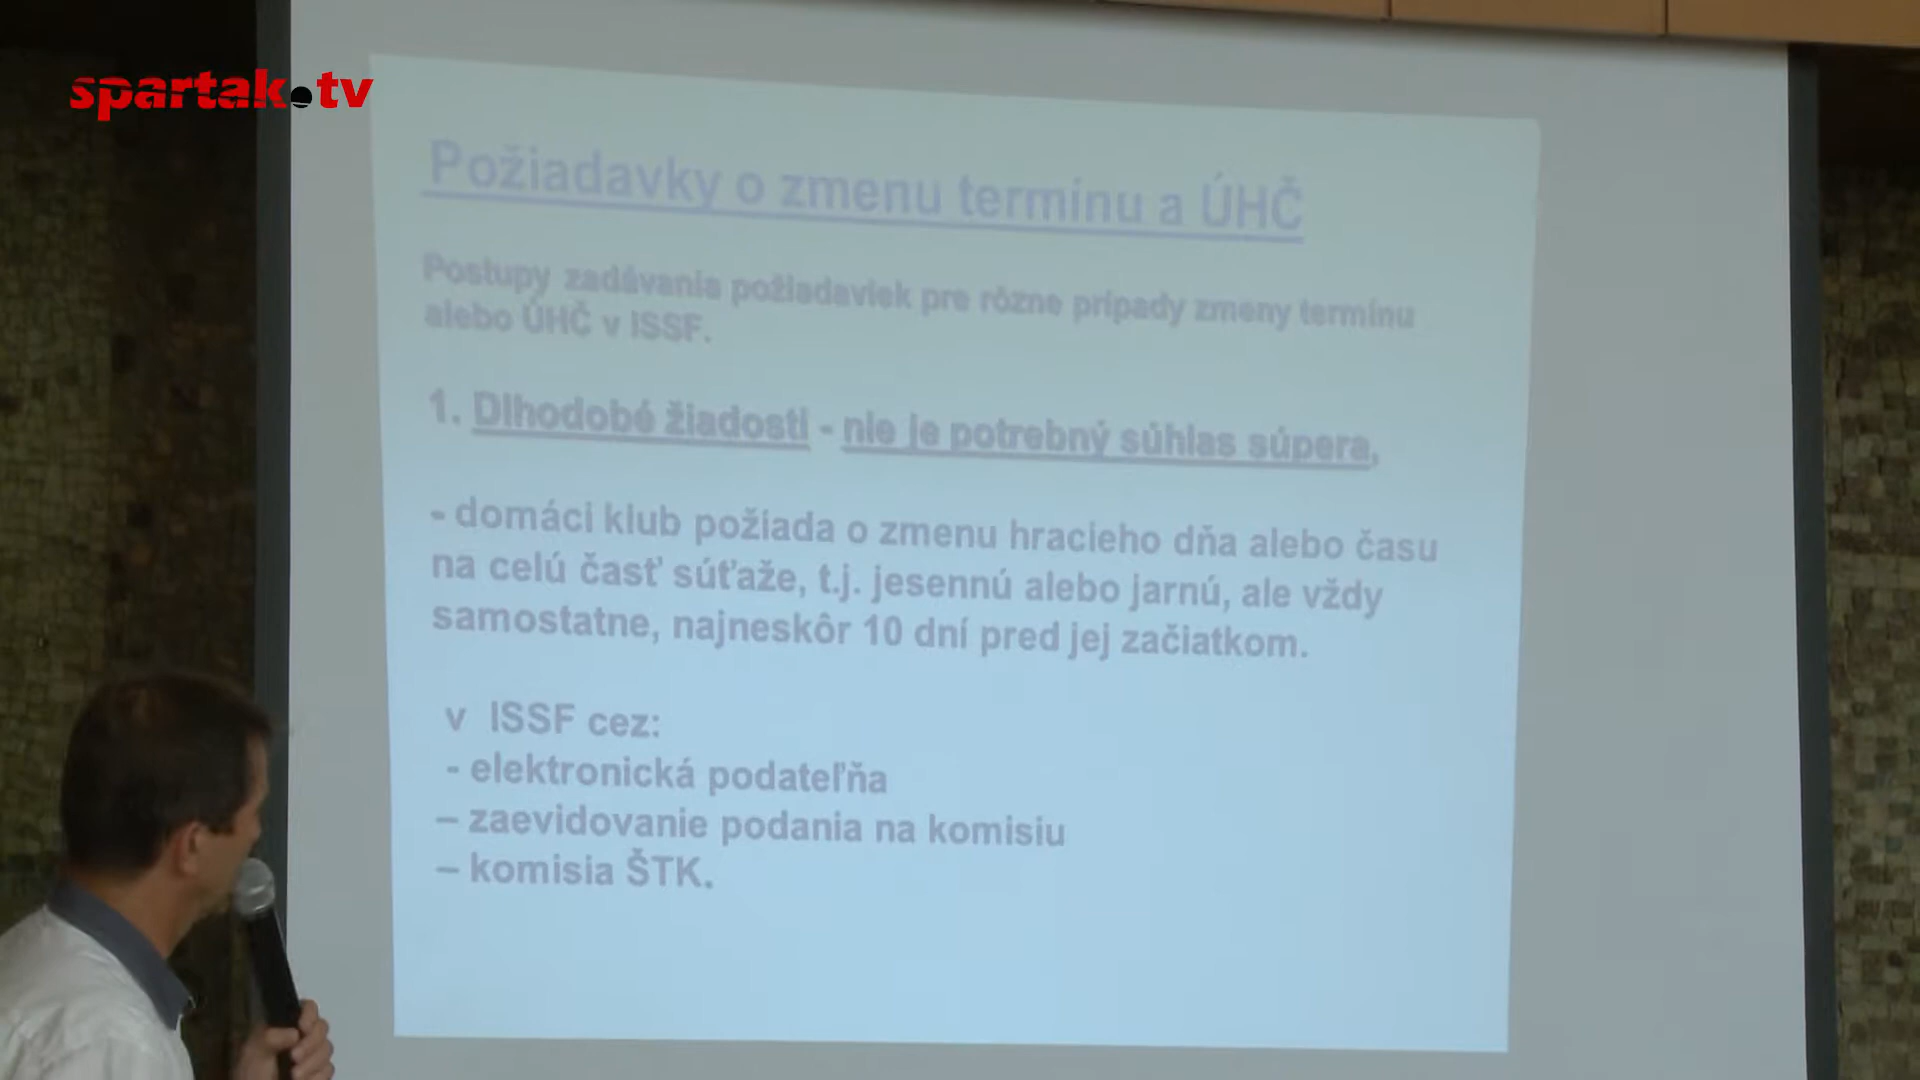 spartak.tv
Požiadavky o zmenu termínu a ÚHČ
Postupy zadávania požiadaviek pre rôzne prípady zmeny termínu
alebo ÚHČ v ISSF.
1. Dlhodobé žiadosti - nie je potrebný súhlas súpera,
- domáci klub požiada o zmenu hracieho dňa alebo času
na celú časť súťaže, t.j. jesennú alebo jarnú, ale vždy
samostatne, najneskôr 10 dní pred jej začiatkom.
v ISSF cez:
- elektronická podateľňa
– zaevidovanie podania na komisiu
– komisia ŠTK.